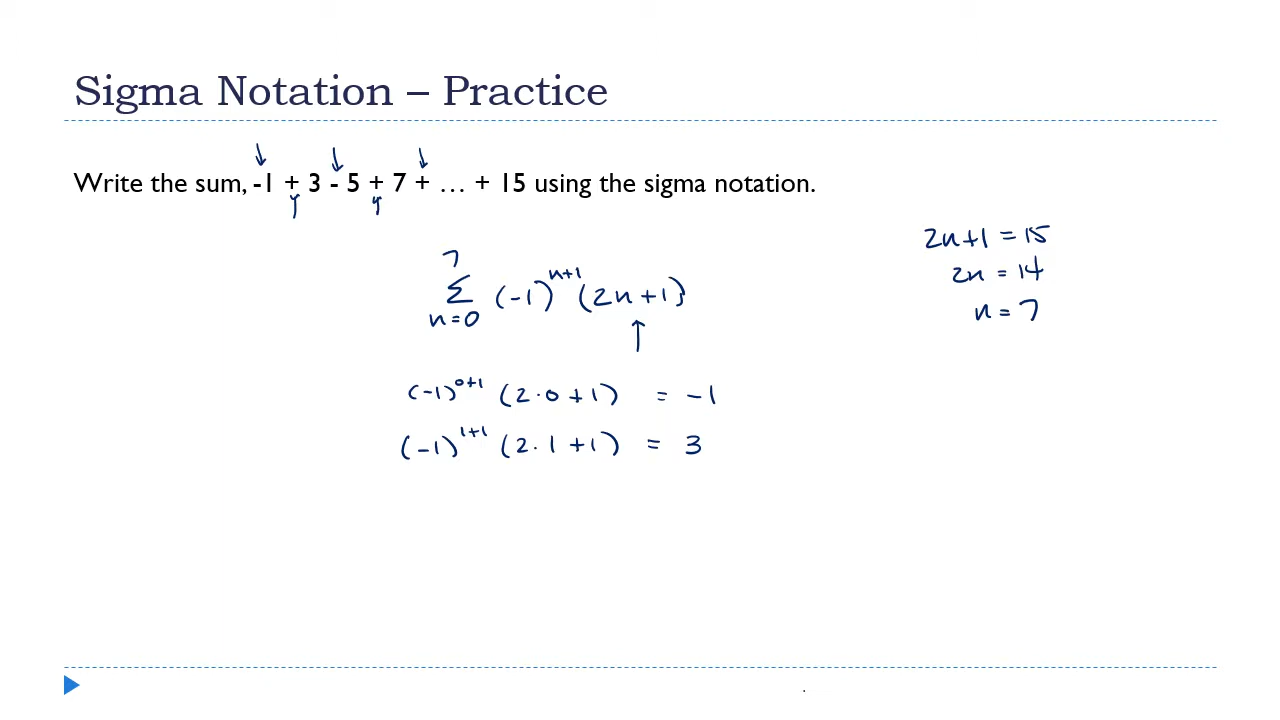 Sigma Notation – Practice
Write the sum, -1 + 3 - 5 + 7 + … + 15 using the sigma notation.
2n+1 = 15
2n = 14
n = 7
7
Σ (-1)^{n+1} (2n+1)
n=0
(-1)^{0+1} (2·0+1) = -1
(-1)^{1+1} (2·1+1) = 3